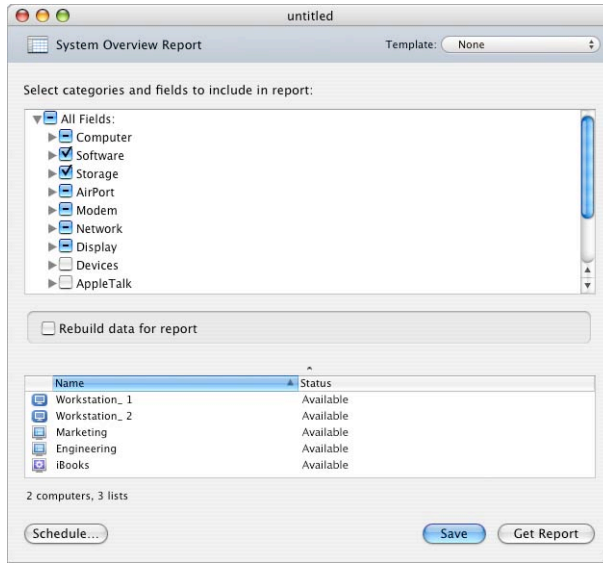 untitled
System Overview Report
Template: None
Select categories and fields to include in report:
All Fields:
Computer
Software
Storage
AirPort
Modem
Network
Display
Devices
AppleTalk
Rebuild data for report
Name Status
Workstation_ 1 Available
Workstation_ 2 Available
Marketing Available
Engineering Available
iBooks Available
2 computers, 3 lists
Schedule... Save Get Report